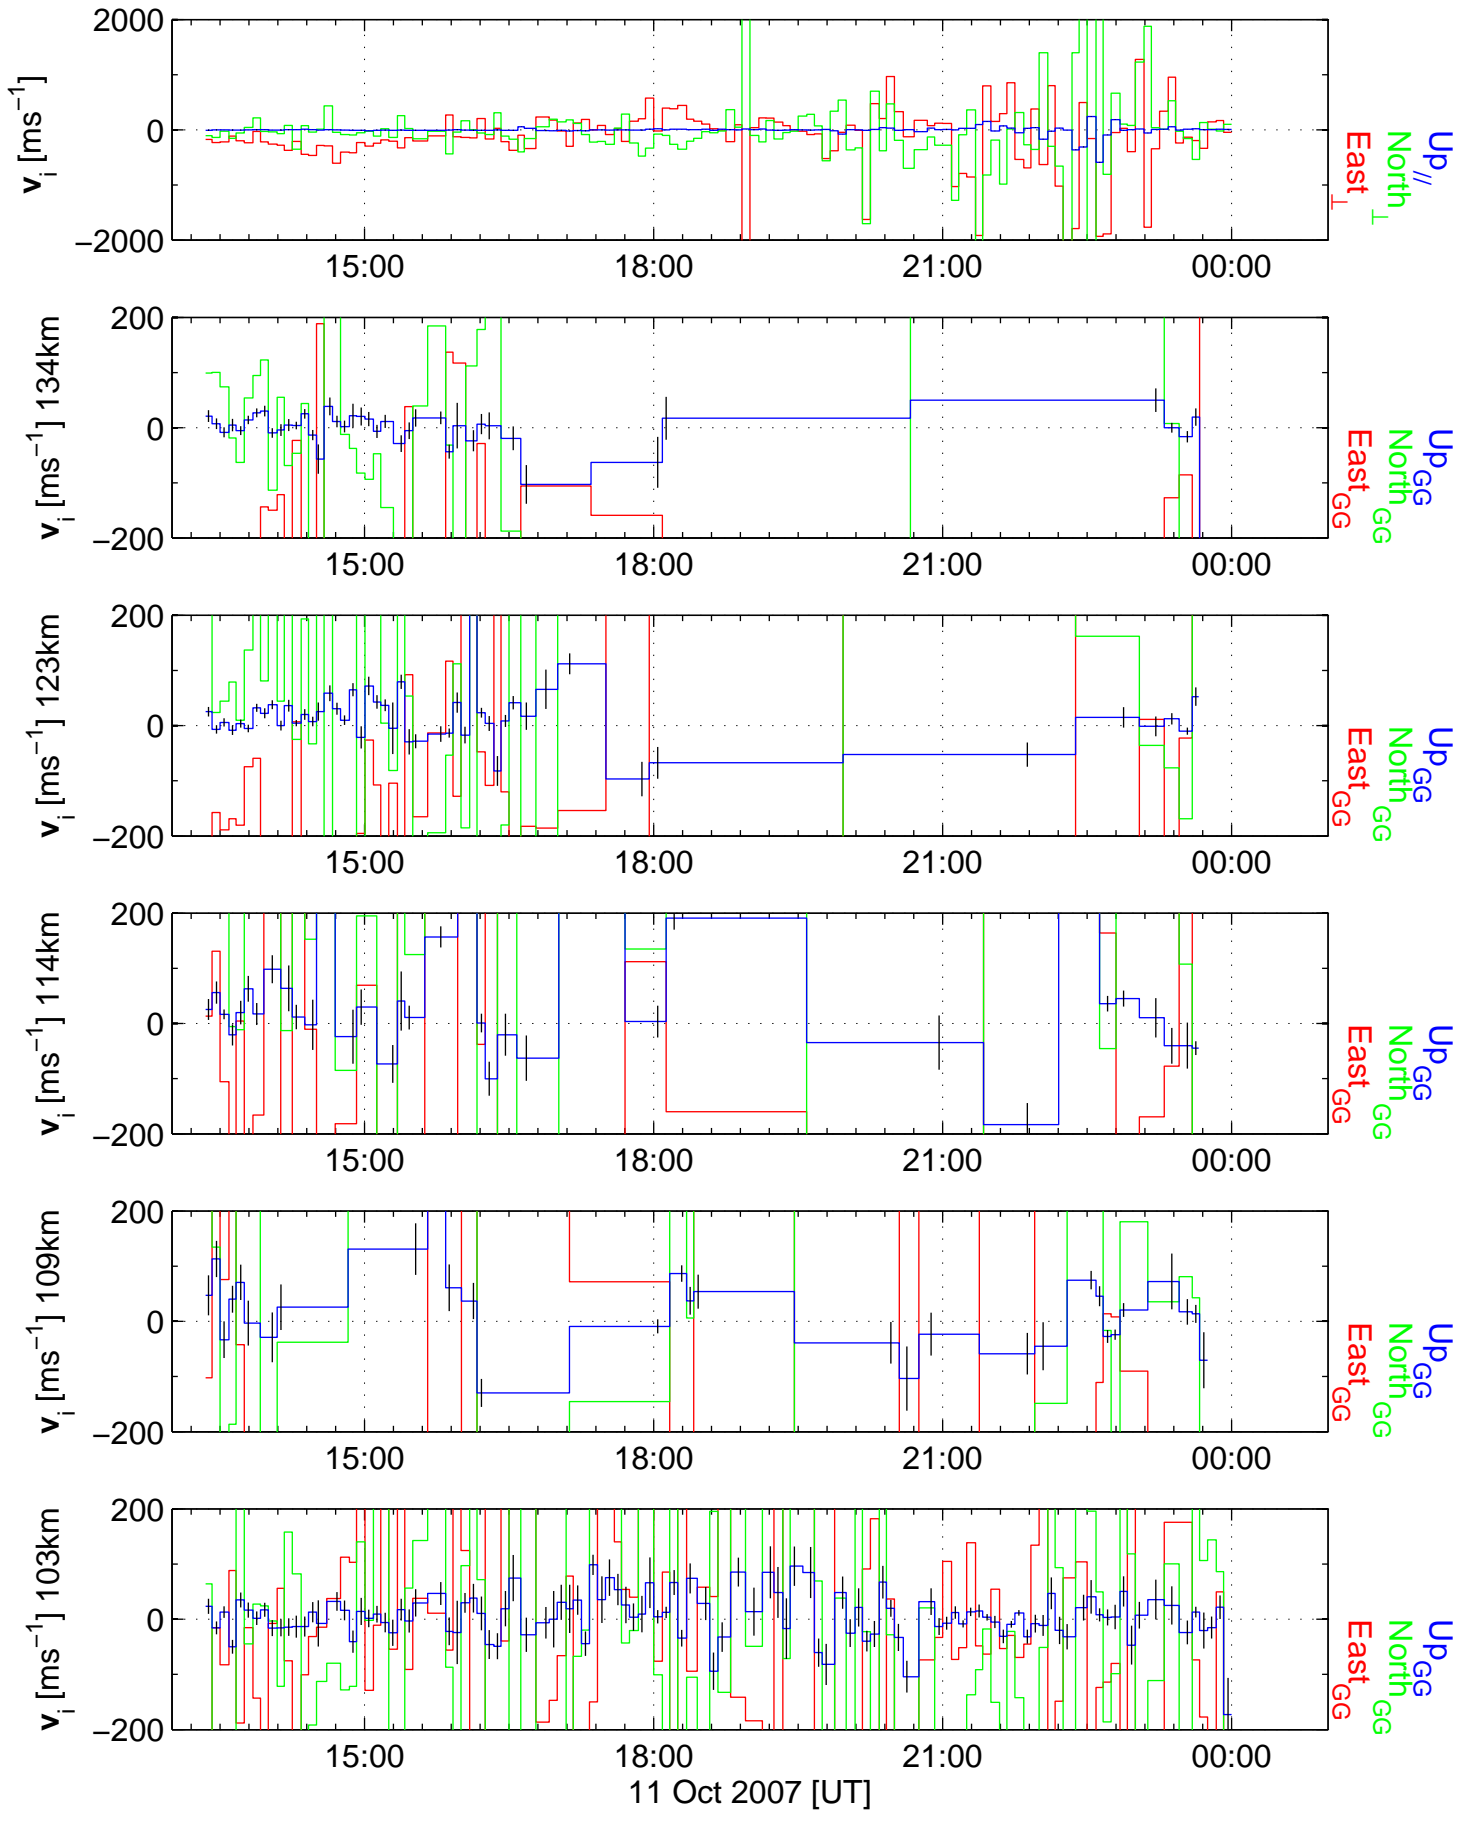 2000
0
−2000
v_i [ms^−1]
15:00 18:00 21:00 00:00
East_⊥
North_⊥
Up_//
200
0
−200
v_i [ms^−1] 134km
15:00 18:00 21:00 00:00
East_GG
North_GG
Up_GG
200
0
−200
v_i [ms^−1] 123km
15:00 18:00 21:00 00:00
East_GG
North_GG
Up_GG
200
0
−200
v_i [ms^−1] 114km
15:00 18:00 21:00 00:00
East_GG
North_GG
Up_GG
200
0
−200
v_i [ms^−1] 109km
15:00 18:00 21:00 00:00
East_GG
North_GG
Up_GG
200
0
−200
v_i [ms^−1] 103km
15:00 18:00 21:00 00:00
East_GG
North_GG
Up_GG
11 Oct 2007 [UT]